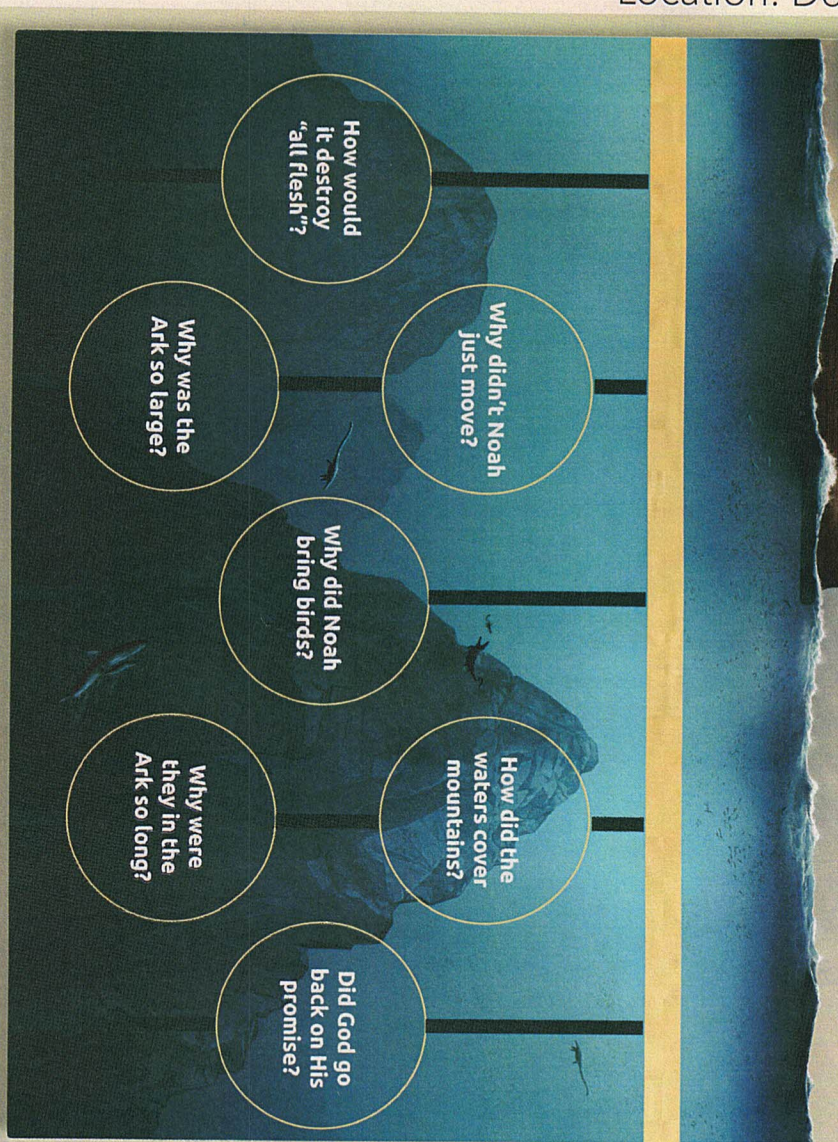 Location: Do
How would
it destroy
"all flesh"?
Why didn't Noah
just move?
Why was the
Ark so large?
Why did Noah
bring birds?
How did the
waters cover
mountains?
Why were
they in the
Ark so long?
Did God go
back on His
promise?